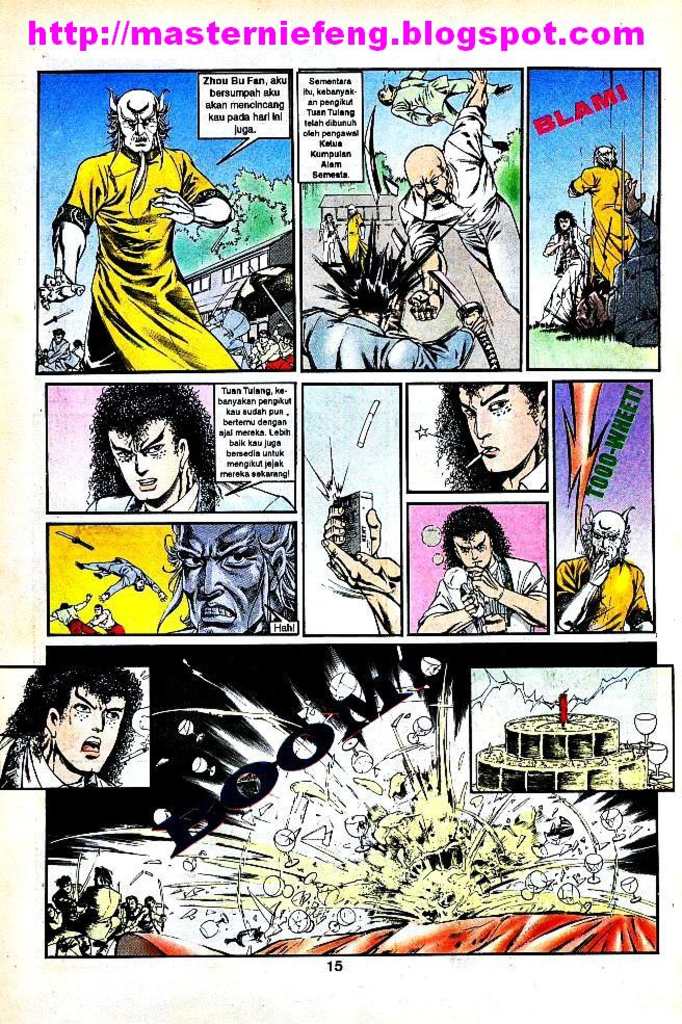 http://masterniefeng.blogspot.com
Zhou Bu Fan, aku
bersumpah aku
akan mencincang
kau pada hari ini
juga.
Sementara
itu, kebanyak-
an pengikut
Tuan Tulang
telah dibunuh
oleh pengawal
Ketua
Kumpulan
Alam
Semesta.
BLAM!
Tuan Tulang, ke-
banyakan pengikut
kau sudah pun
bertemu dengan
ajal mereka. Lebih
baik kau juga
bersedia untuk
mengikut jejak
mereka sekarang!
TOOO-WHEET!
Hah!
BOOM!
15